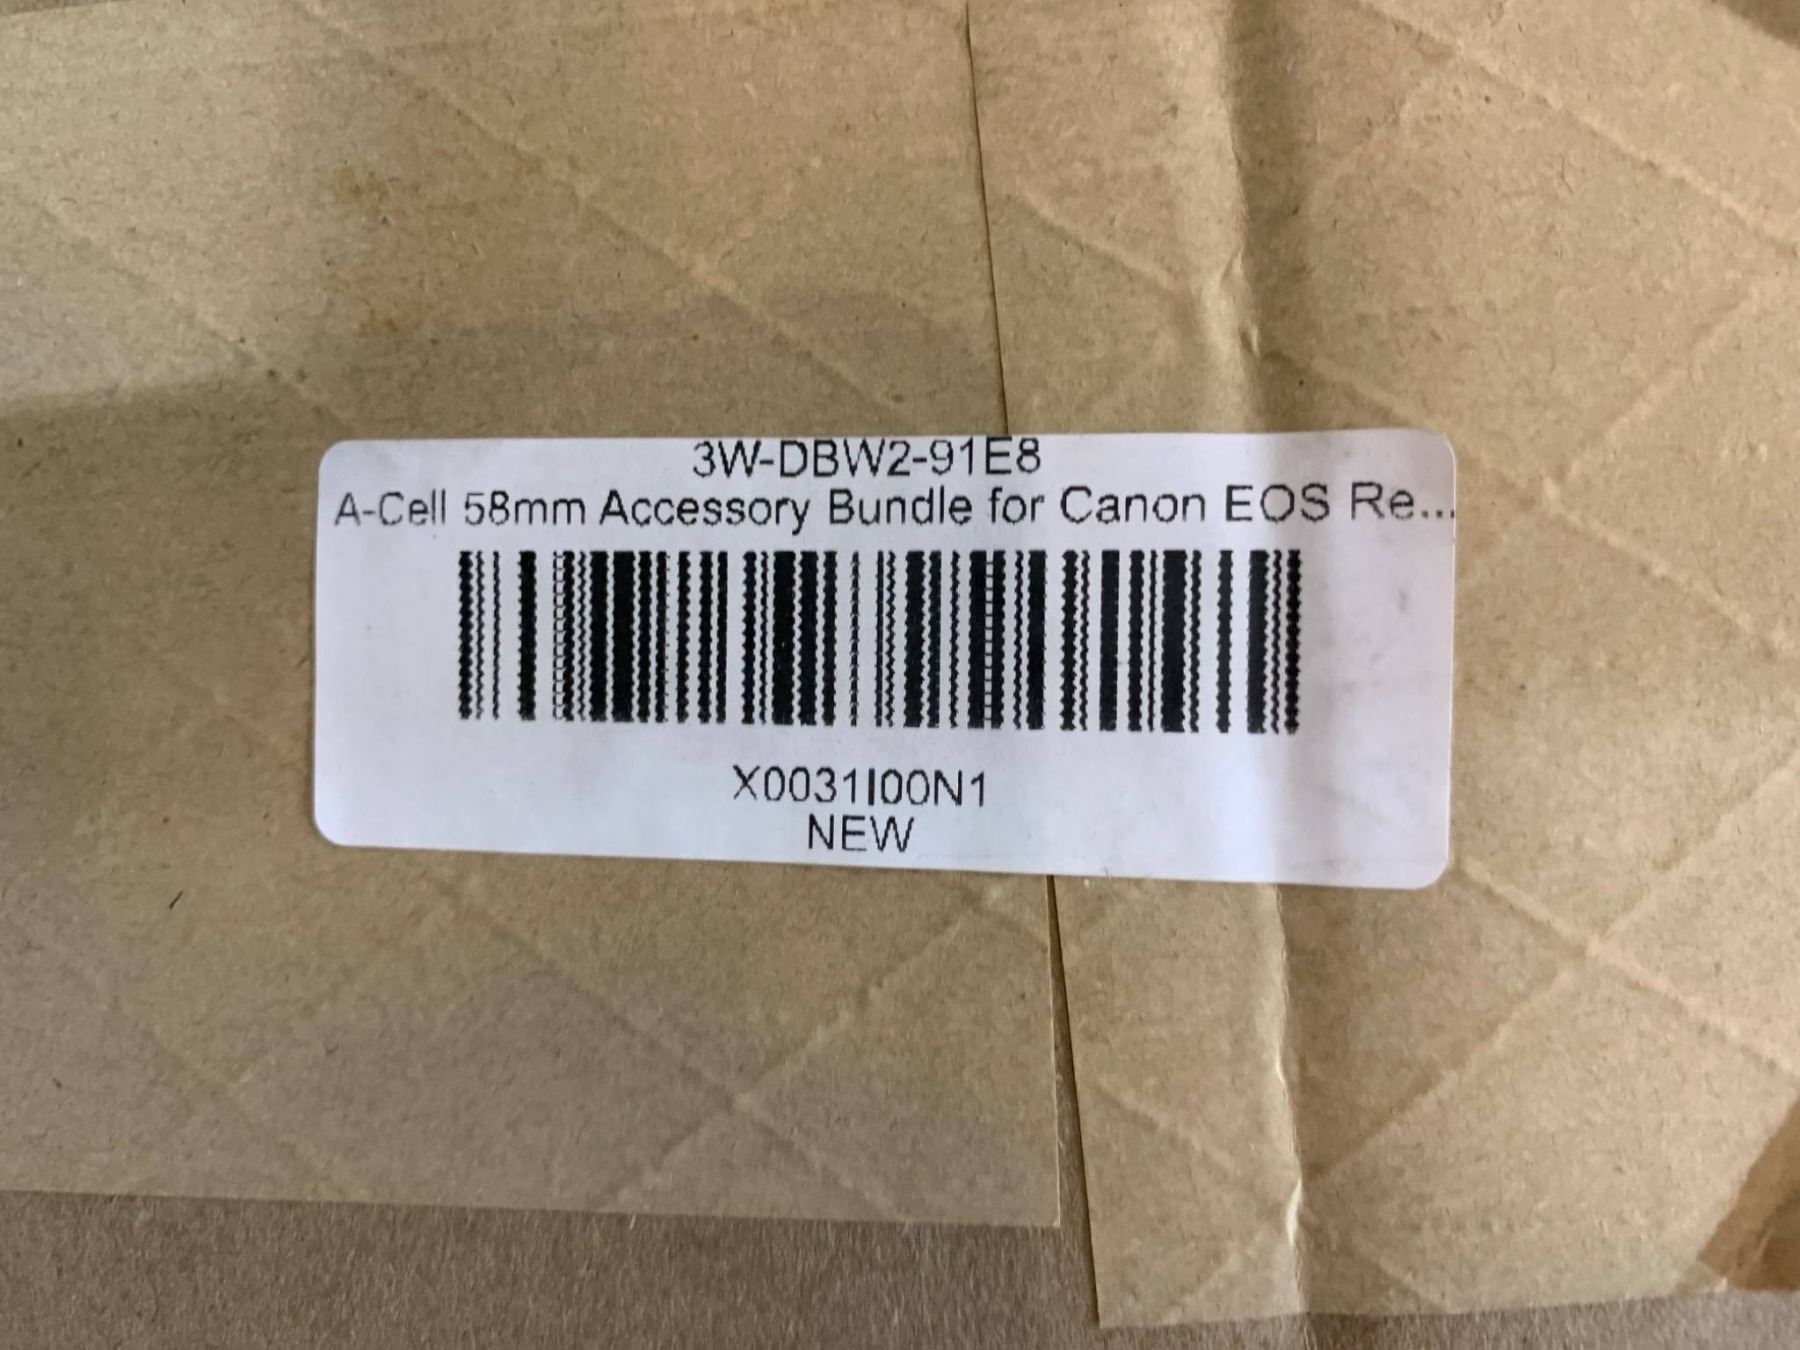 3W-DBW2-91E8
A-Cell 58mm Accessory Bundle for Canon EOS Re...
X0031I00N1
NEW